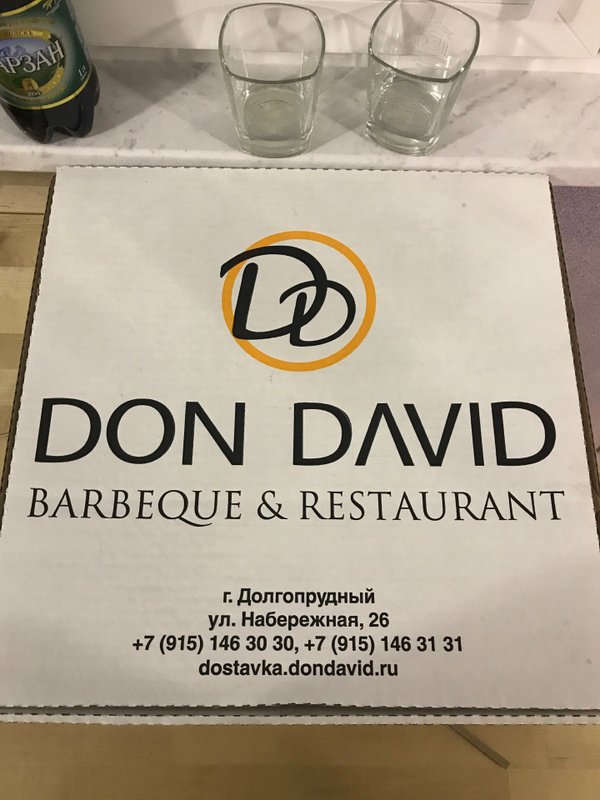 АРЗАН
DD
DON DAVID
BARBEQUE & RESTAURANT
г. Долгопрудный
ул. Набережная, 26
+7 (915) 146 30 30, +7 (915) 146 31 31
dostavka.dondavid.ru